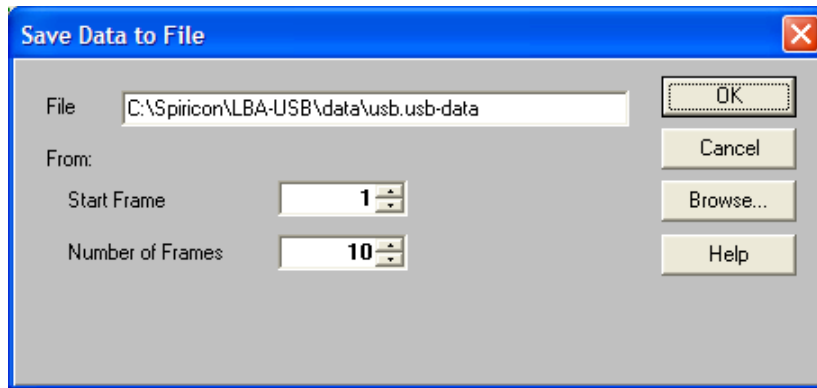 Save Data to File
File C:\Spiricon\LBA-USB\data\usb.usb-data OK
From: Cancel
Start Frame 1 Browse...
Number of Frames 10 Help